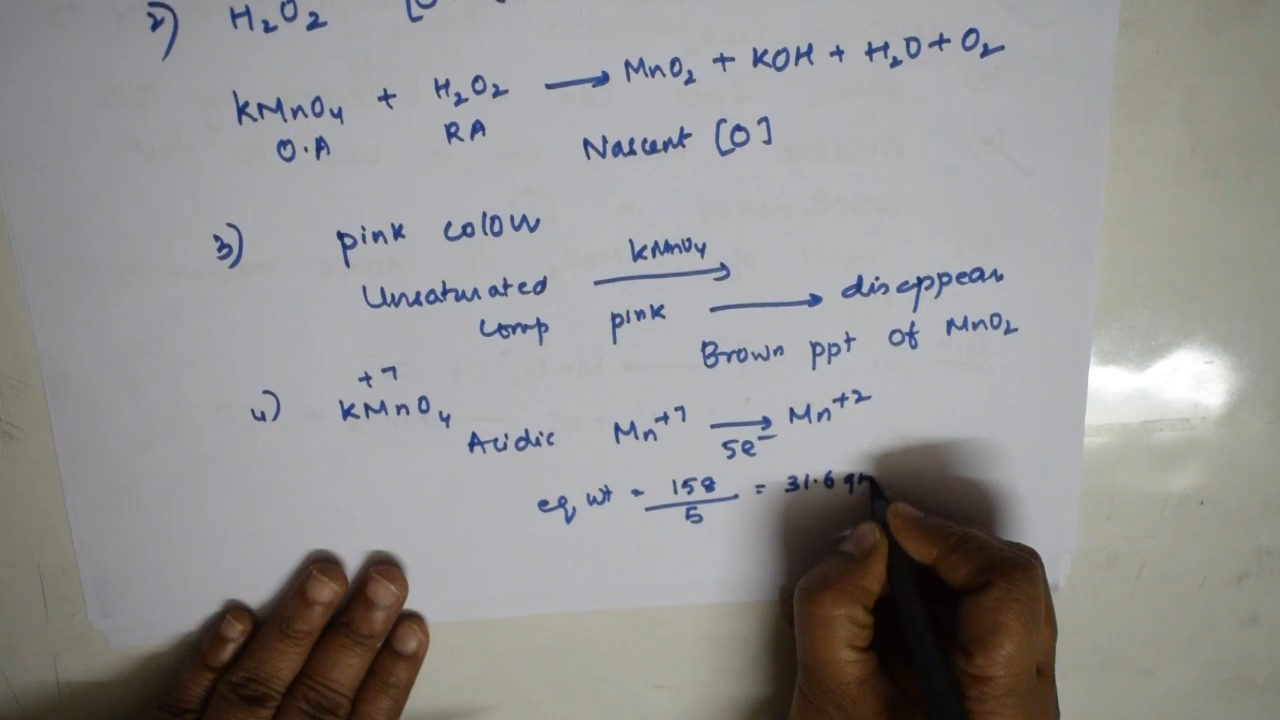 2) H₂O₂ [O
KMnO₄ + H₂O₂ ⟶ MnO₂ + KOH + H₂O + O₂
O.A RA Nascent [O]
3) pink colour
Unsaturated KMnO₄ ⟶
comp pink ⟶ disappear
Brown ppt of MnO₂
+7
4) KMnO₄
Acidic Mn⁺⁷ ⟶ Mn⁺²
5e⁻
eq wt = 158/5 = 31.6 gm